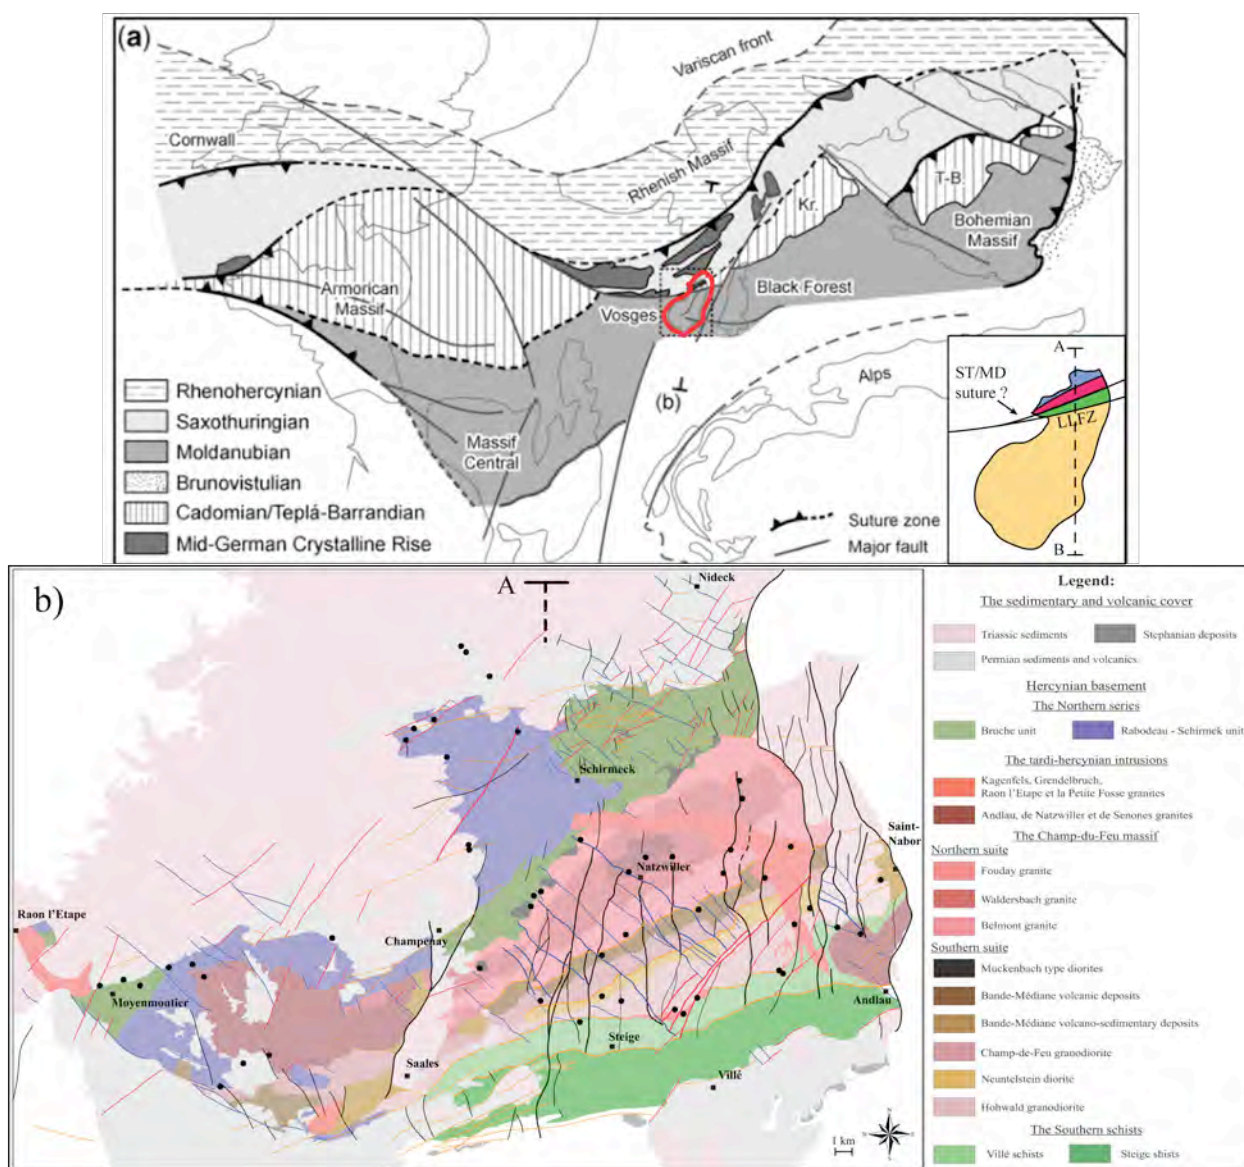 (a)
Variscan front
Cornwall
Rhenish Massif
T-B.
Kr.
Bohemian
Massif
Armorican
Massif
Vosges
Black Forest
Alps
(b)
Massif
Central
Rhenohercynian
Saxothuringian
Moldanubian
Brunovistulian
Cadomian/Teplá-Barrandian
Mid-German Crystalline Rise
Suture zone
Major fault
A
ST/MD
suture ?
LLFZ
B
b)
A
Nideck
Schirmeck
Saint-
Nabor
Natzwiller
Raon l'Etape
Champenay
Moyenmoutier
Andlau
Steige
Saales
Villé
1 km
N
Legend:
The sedimentary and volcanic cover
Triassic sediments
Stephanian deposits
Permian sediments and volcanics
Hercynian basement
The Northern series
Bruche unit
Rabodeau - Schirmek unit
The tardi-hercynian intrusions
Kagenfels, Grendelbruch,
Raon l'Etape et la Petite Fosse granites
Andlau, de Natzwiller et de Senones granites
The Champ-du-Feu massif
Northern suite
Fouday granite
Waldersbach granite
Belmont granite
Southern suite
Muckenbach type diorites
Bande-Médiane volcanic deposits
Bande-Médiane volcano-sedimentary deposits
Champ-de-Feu granodiorite
Neuntelstein diorite
Hohwald granodiorite
The Southern schists
Villé schists
Steige shists